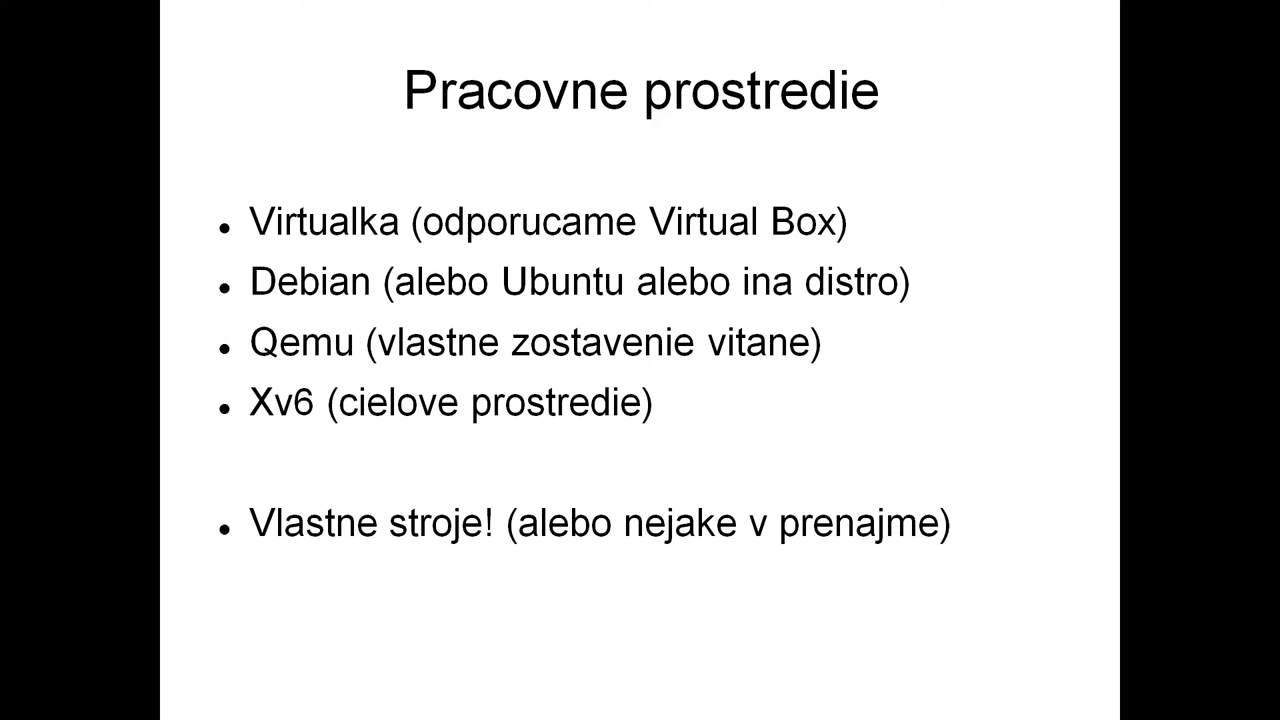 Pracovne prostredie
● Virtualka (odporucame Virtual Box)
● Debian (alebo Ubuntu alebo ina distro)
● Qemu (vlastne zostavenie vitane)
● Xv6 (cielove prostredie)
● Vlastne stroje! (alebo nejake v prenajme)